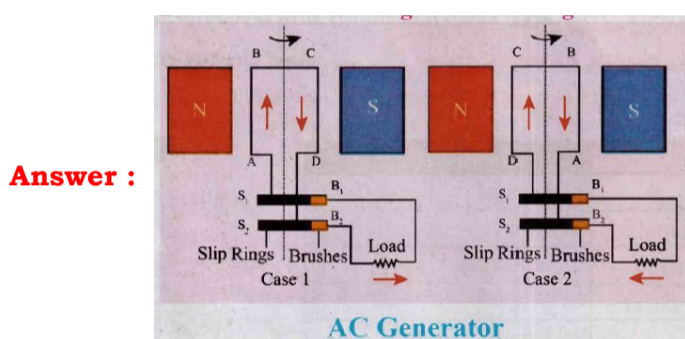 Answer :
B C
N S
A D
S₁ B₁
S₂ B₂
Slip Rings Brushes Load
Case 1
C B
N S
D A
S₁ B₁
S₂ B₂
Slip Rings Brushes Load
Case 2
AC Generator